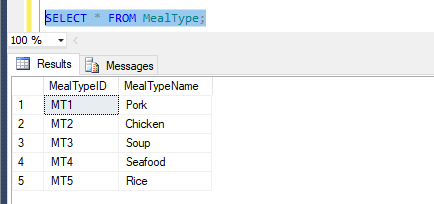 SELECT * FROM MealType;
100 %
Results Messages
MealTypeID MealTypeName
1 MT1 Pork
2 MT2 Chicken
3 MT3 Soup
4 MT4 Seafood
5 MT5 Rice